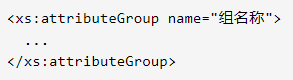 <xs:attributeGroup name="组名称">
...
</xs:attributeGroup>